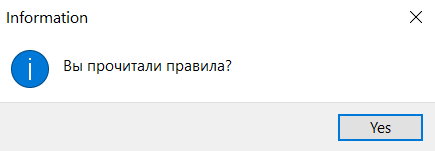 Information
Вы прочитали правила?
Yes